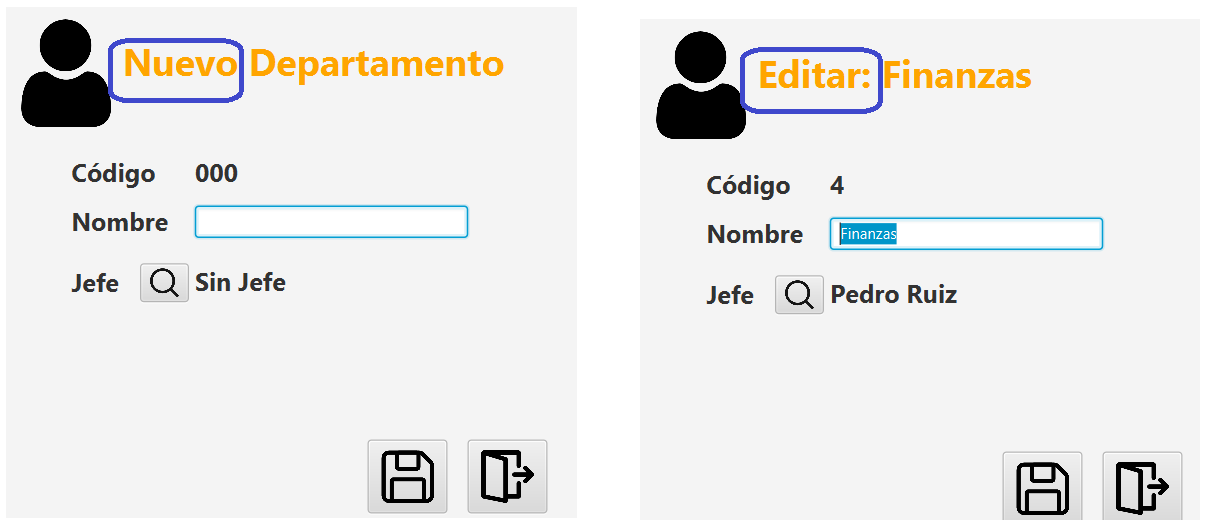 Nuevo Departamento
Código 000
Nombre
Jefe Sin Jefe
Editar: Finanzas
Código 4
Nombre Finanzas
Jefe Pedro Ruiz